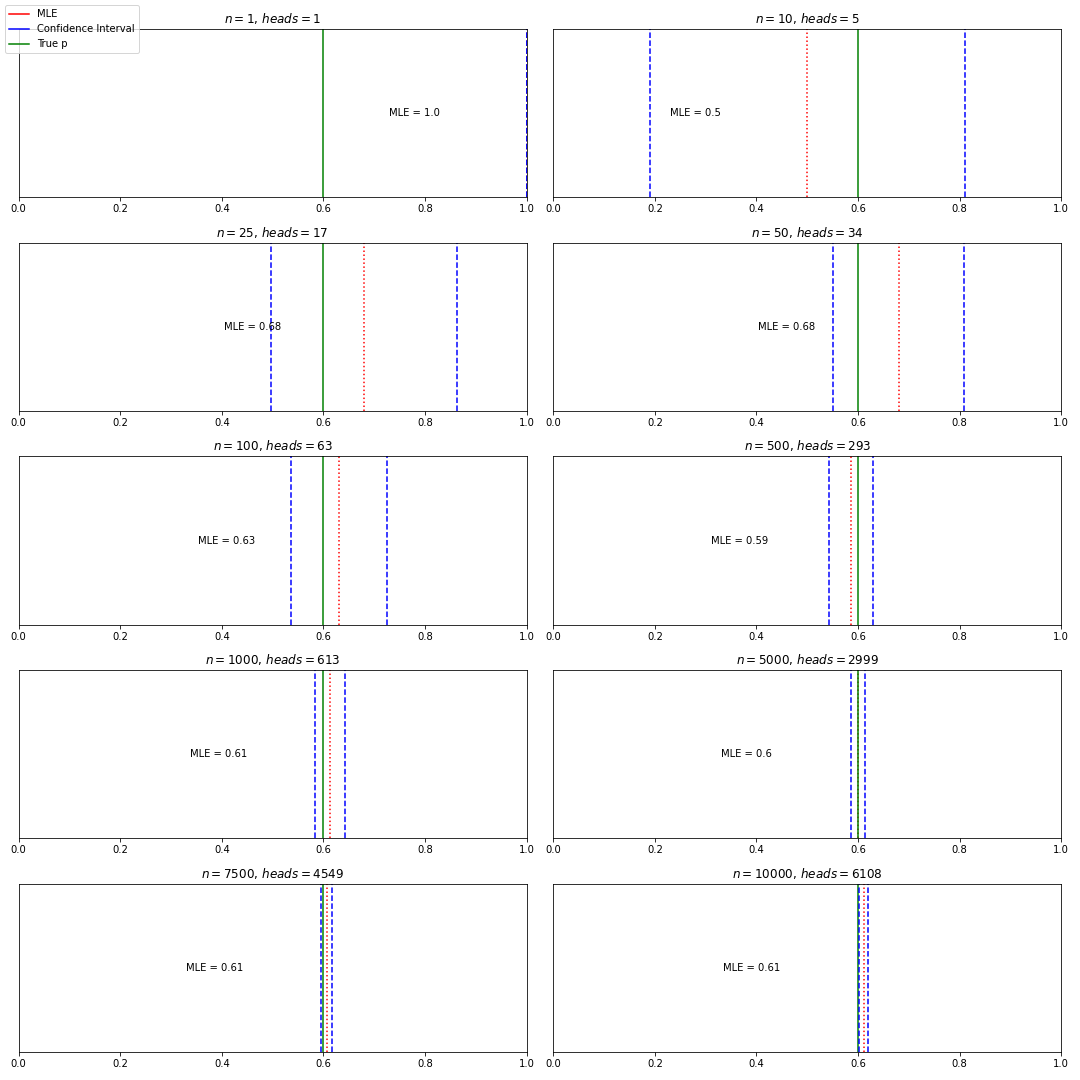 MLE
Confidence Interval
True p
n = 1, heads = 1
MLE = 1.0
0.0 0.2 0.4 0.6 0.8 1.0
n = 10, heads = 5
MLE = 0.5
0.0 0.2 0.4 0.6 0.8 1.0
n = 25, heads = 17
MLE = 0.68
0.0 0.2 0.4 0.6 0.8 1.0
n = 50, heads = 34
MLE = 0.68
0.0 0.2 0.4 0.6 0.8 1.0
n = 100, heads = 63
MLE = 0.63
0.0 0.2 0.4 0.6 0.8 1.0
n = 500, heads = 293
MLE = 0.59
0.0 0.2 0.4 0.6 0.8 1.0
n = 1000, heads = 613
MLE = 0.61
0.0 0.2 0.4 0.6 0.8 1.0
n = 5000, heads = 2999
MLE = 0.6
0.0 0.2 0.4 0.6 0.8 1.0
n = 7500, heads = 4549
MLE = 0.61
0.0 0.2 0.4 0.6 0.8 1.0
n = 10000, heads = 6108
MLE = 0.61
0.0 0.2 0.4 0.6 0.8 1.0